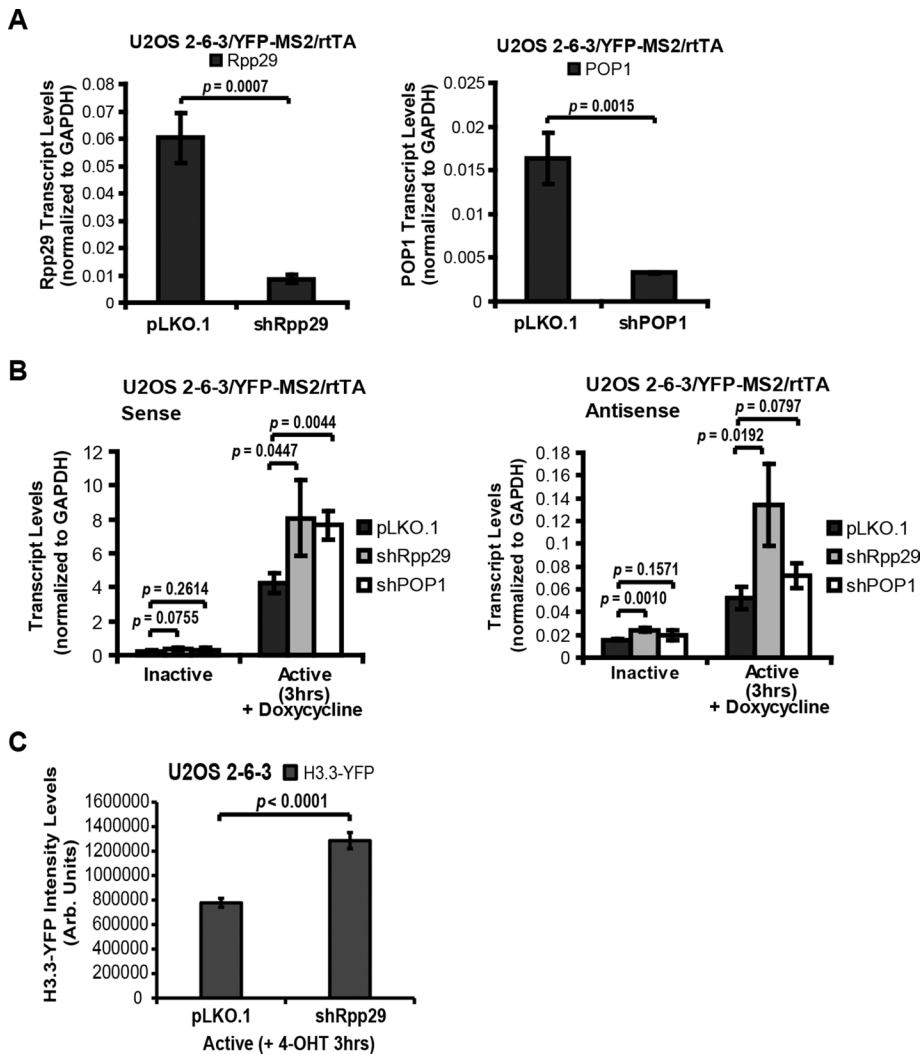 A
U2OS 2-6-3/YFP-MS2/rtTA
Rpp29
p = 0.0007
Rpp29 Transcript Levels
(normalized to GAPDH)
0.08
0.07
0.06
0.05
0.04
0.03
0.02
0.01
0
pLKO.1
shRpp29
U2OS 2-6-3/YFP-MS2/rtTA
POP1
p = 0.0015
POP1 Transcript Levels
(normalized to GAPDH)
0.025
0.02
0.015
0.01
0.005
0
pLKO.1
shPOP1
B
U2OS 2-6-3/YFP-MS2/rtTA
Sense
p = 0.0044
p = 0.0447
Transcript Levels
(normalized to GAPDH)
12
10
8
6
4
2
0
p = 0.2614
p = 0.0755
pLKO.1
shRpp29
shPOP1
Inactive
Active
(3hrs)
+ Doxycycline
U2OS 2-6-3/YFP-MS2/rtTA
Antisense
p = 0.0797
p = 0.0192
Transcript Levels
(normalized to GAPDH)
0.18
0.16
0.14
0.12
0.1
0.08
0.06
0.04
0.02
0
p = 0.1571
p = 0.0010
pLKO.1
shRpp29
shPOP1
Inactive
Active
(3hrs)
+ Doxycycline
C
U2OS 2-6-3
H3.3-YFP
p < 0.0001
H3.3-YFP Intensity Levels
(Arb. Units)
1600000
1400000
1200000
1000000
800000
600000
400000
200000
0
pLKO.1
shRpp29
Active (+ 4-OHT 3hrs)